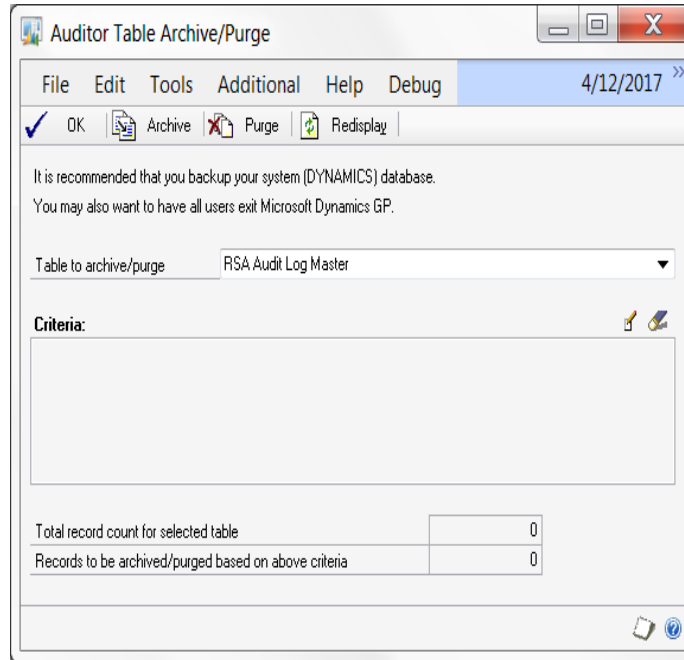 Auditor Table Archive/Purge
File Edit Tools Additional Help Debug 4/12/2017
OK Archive Purge Redisplay
It is recommended that you backup your system (DYNAMICS) database.
You may also want to have all users exit Microsoft Dynamics GP.
Table to archive/purge RSA Audit Log Master
Criteria:
Total record count for selected table 0
Records to be archived/purged based on above criteria 0